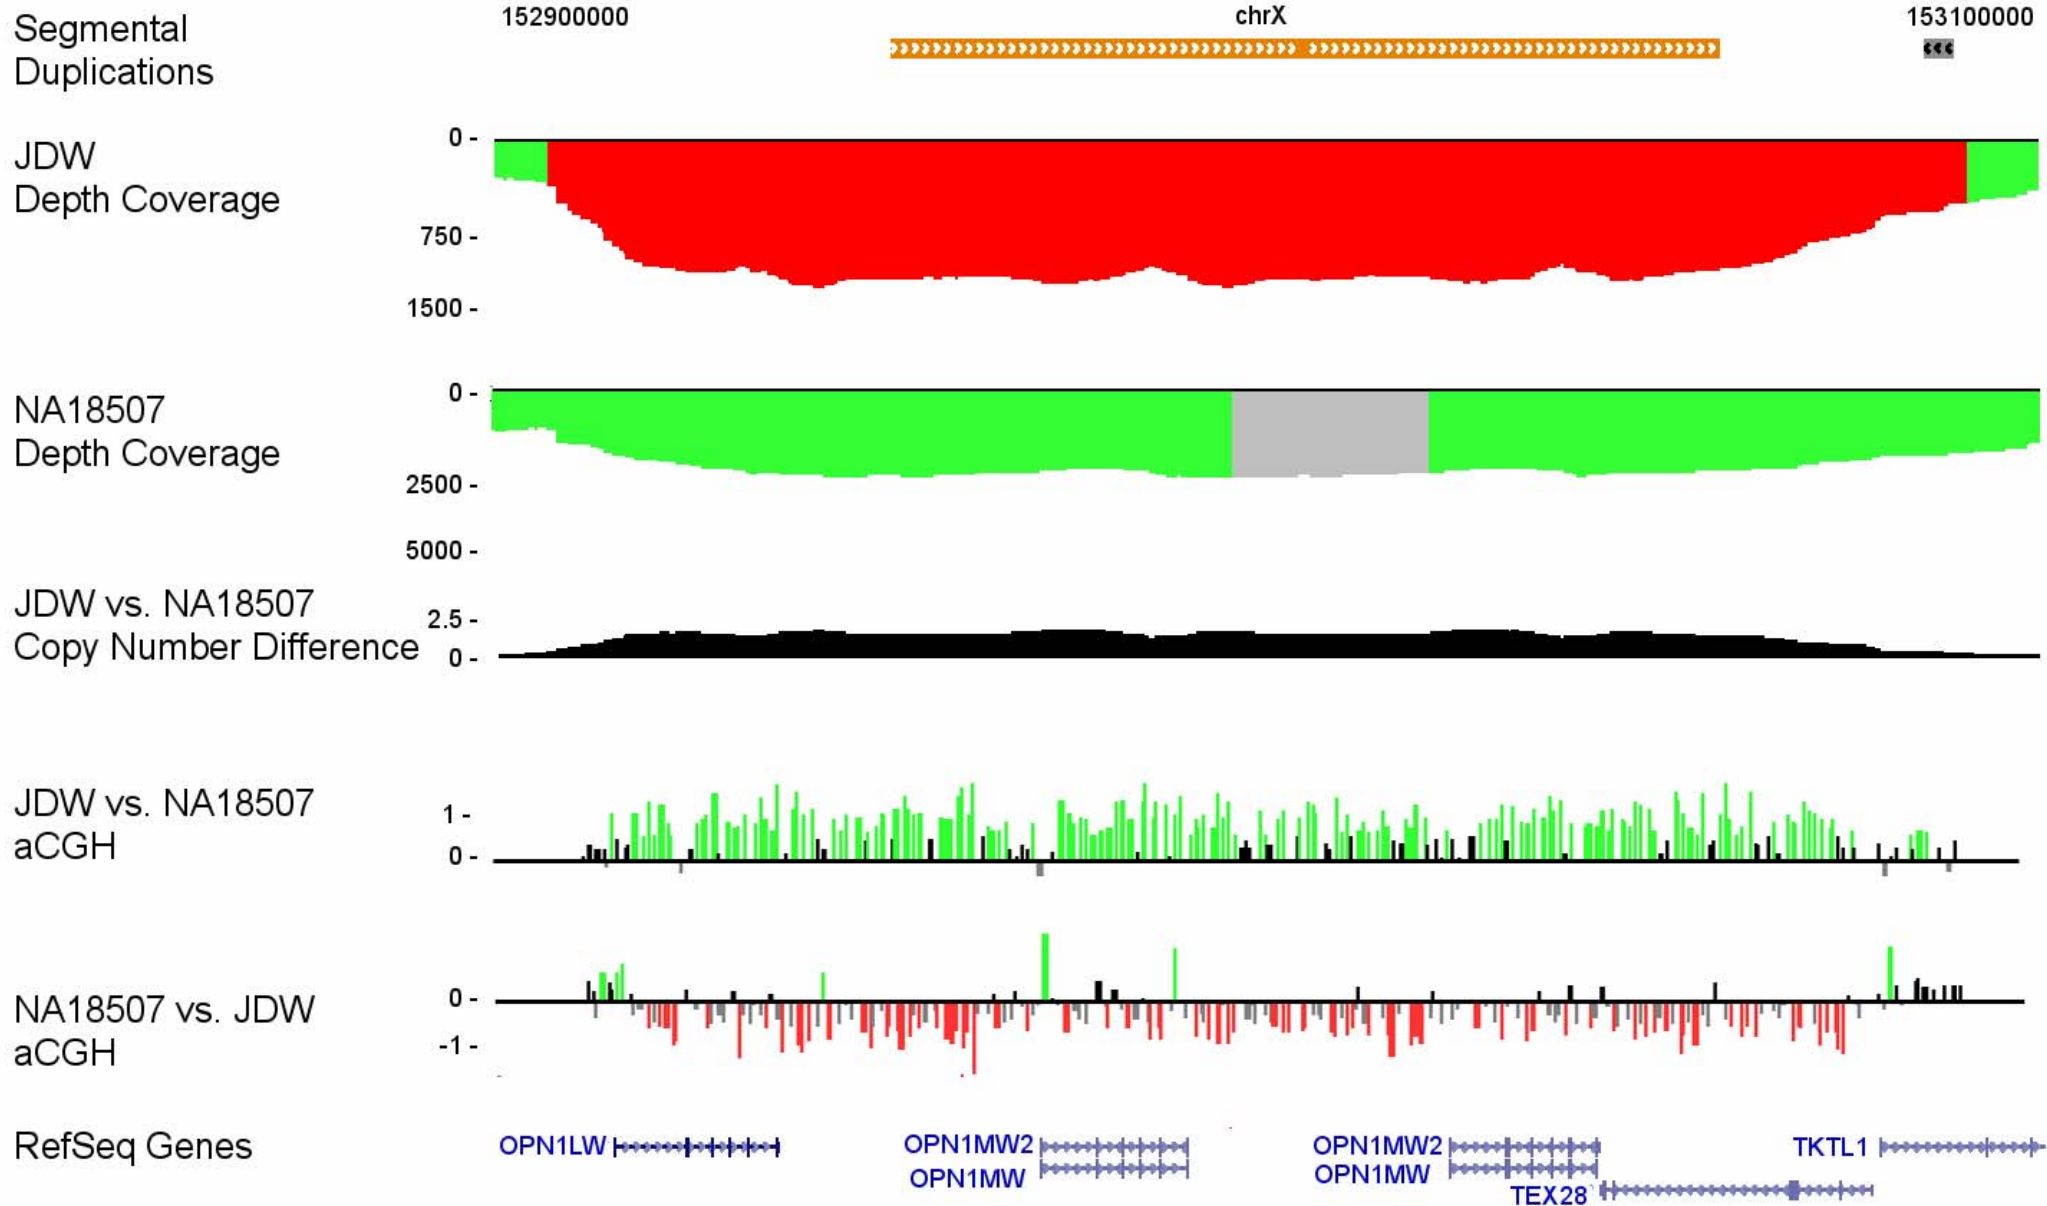 Segmental
Duplications
152900000
chrX
153100000
JDW
Depth Coverage
0 -
750 -
1500 -
NA18507
Depth Coverage
0 -
2500 -
5000 -
JDW vs. NA18507
Copy Number Difference
2.5 -
0 -
JDW vs. NA18507
aCGH
1 -
0 -
NA18507 vs. JDW
aCGH
0 -
-1 -
RefSeq Genes
OPN1LW
OPN1MW2
OPN1MW
OPN1MW2
OPN1MW
TEX28
TKTL1